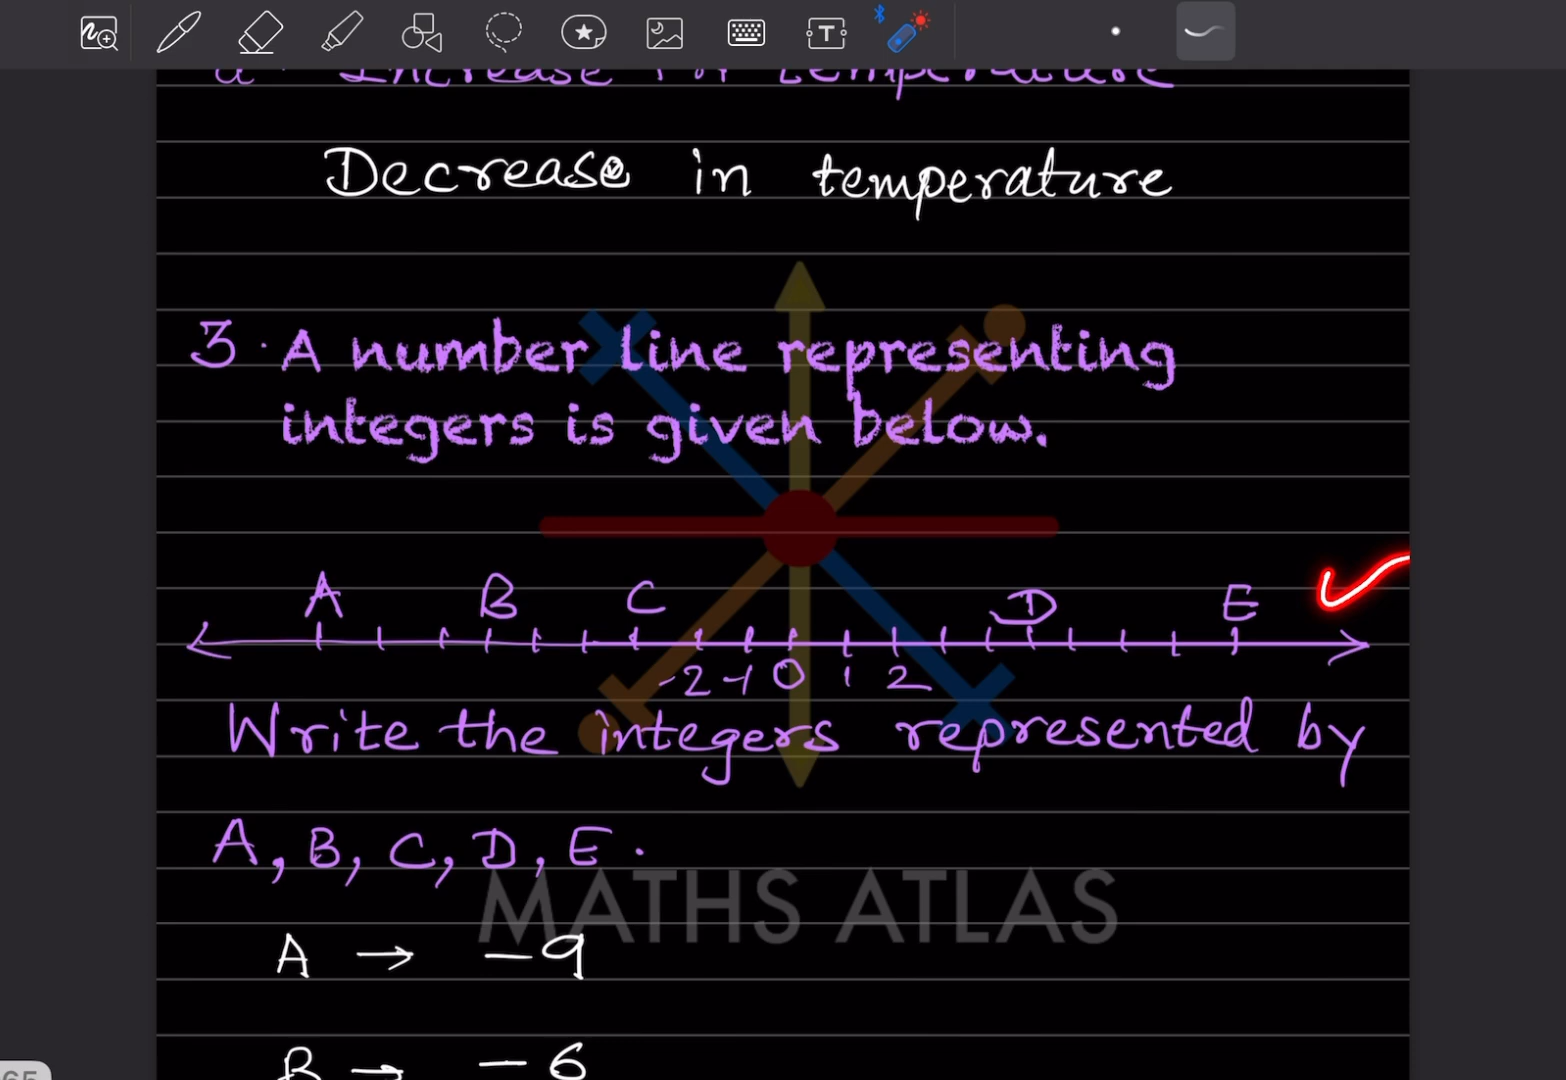 Decrease in temperature
3. A number line representing
integers is given below.
A B C D E
-2 -1 0 1 2
Write the integers represented by
A, B, C, D, E.
MATHS ATLAS
A → -9
B → -6